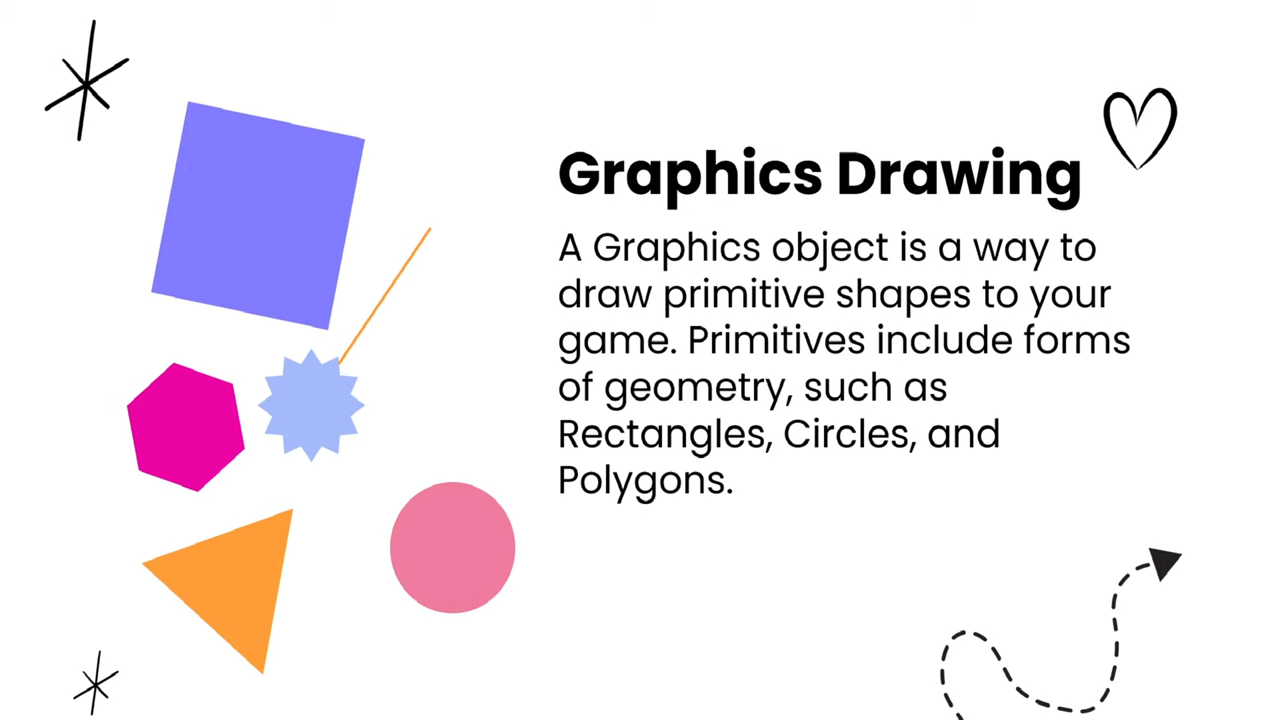 Graphics Drawing
A Graphics object is a way to
draw primitive shapes to your
game. Primitives include forms
of geometry, such as
Rectangles, Circles, and
Polygons.